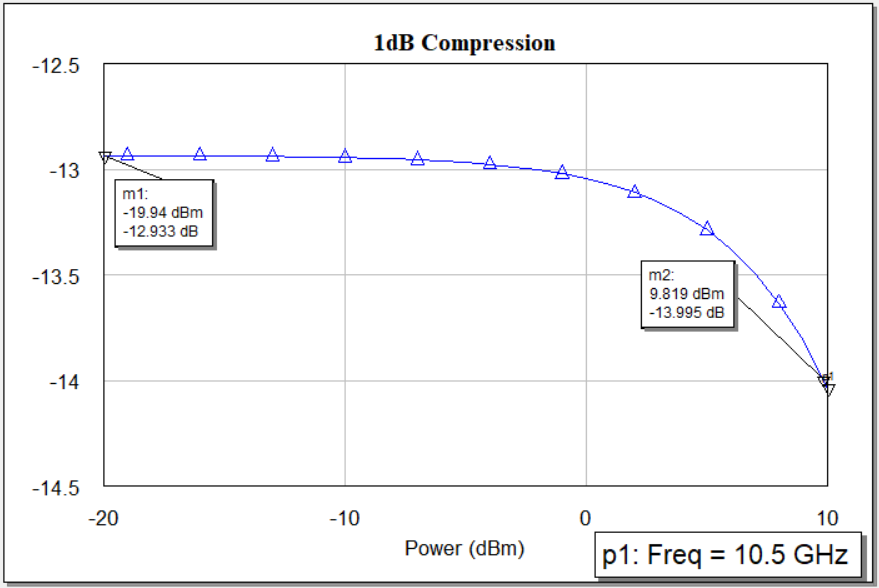 1dB Compression
-12.5
-13
-13.5
-14
-14.5
m1:
-19.94 dBm
-12.933 dB
m2:
9.819 dBm
-13.995 dB
-20
-10
0
10
Power (dBm)
p1: Freq = 10.5 GHz